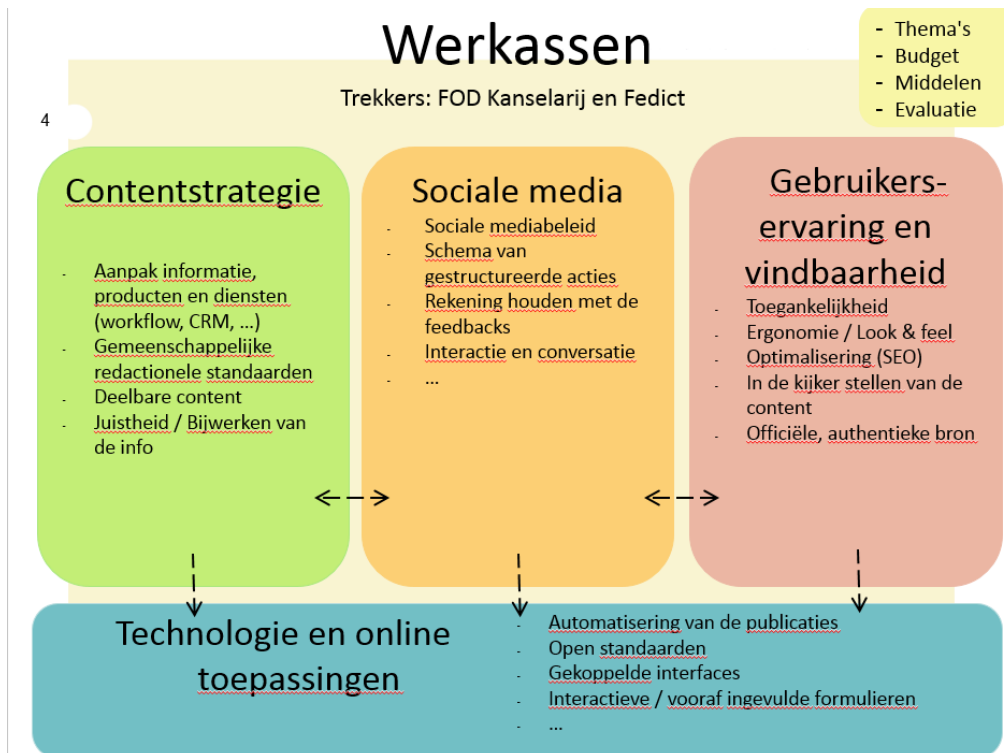 Werkassen
Trekkers: FOD Kanselarij en Fedict
- Thema's
- Budget
- Middelen
- Evaluatie
4
Contentstrategie
- Aanpak informatie,
producten en diensten
(workflow, CRM, …)
- Gemeenschappelijke
redactionele standaarden
- Deelbare content
- Juistheid / Bijwerken van
de info
Sociale media
- Sociale mediabeleid
- Schema van
gestructureerde acties
- Rekening houden met de
feedbacks
- Interactie en conversatie
- …
Gebruikers-
ervaring en
vindbaarheid
- Toegankelijkheid
- Ergonomie / Look & feel
- Optimalisering (SEO)
- In de kijker stellen van de
content
- Officiële, authentieke bron
Technologie en online
toepassingen
- Automatisering van de publicaties
- Open standaarden
- Gekoppelde interfaces
- Interactieve / vooraf ingevulde formulieren
- …